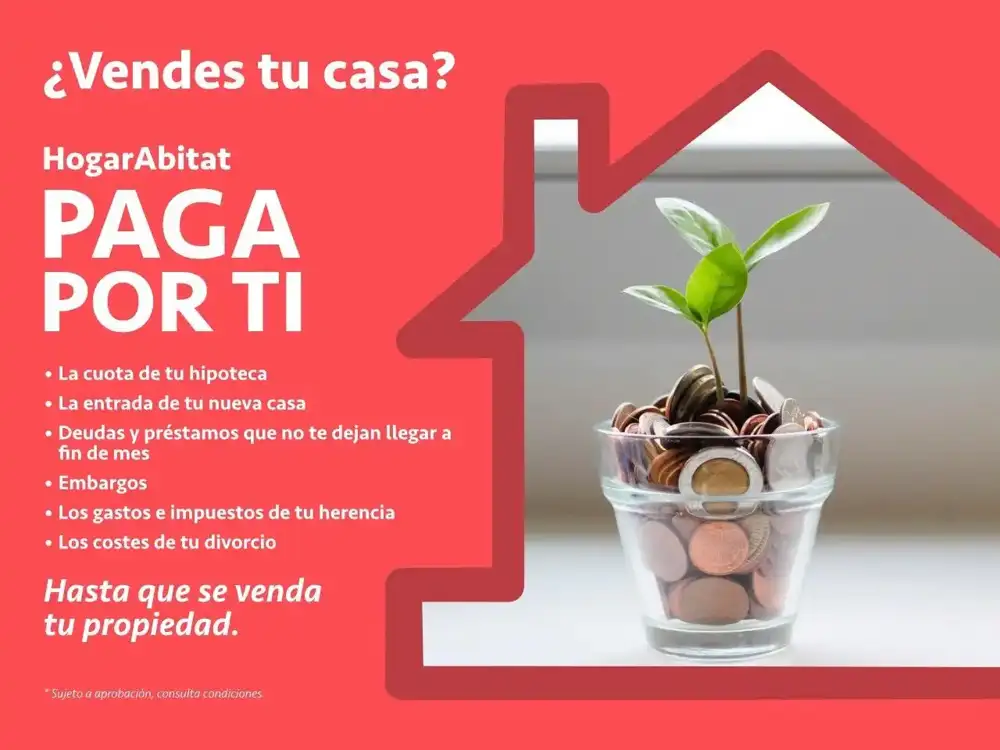 ¿Vendes tu casa?
HogarAbitat
PAGA
POR TI
• La cuota de tu hipoteca
• La entrada de tu nueva casa
• Deudas y préstamos que no te dejan llegar a
fin de mes
• Embargos
• Los gastos e impuestos de tu herencia
• Los costes de tu divorcio
Hasta que se venda
tu propiedad.
* Sujeto a aprobación, consulta condiciones.